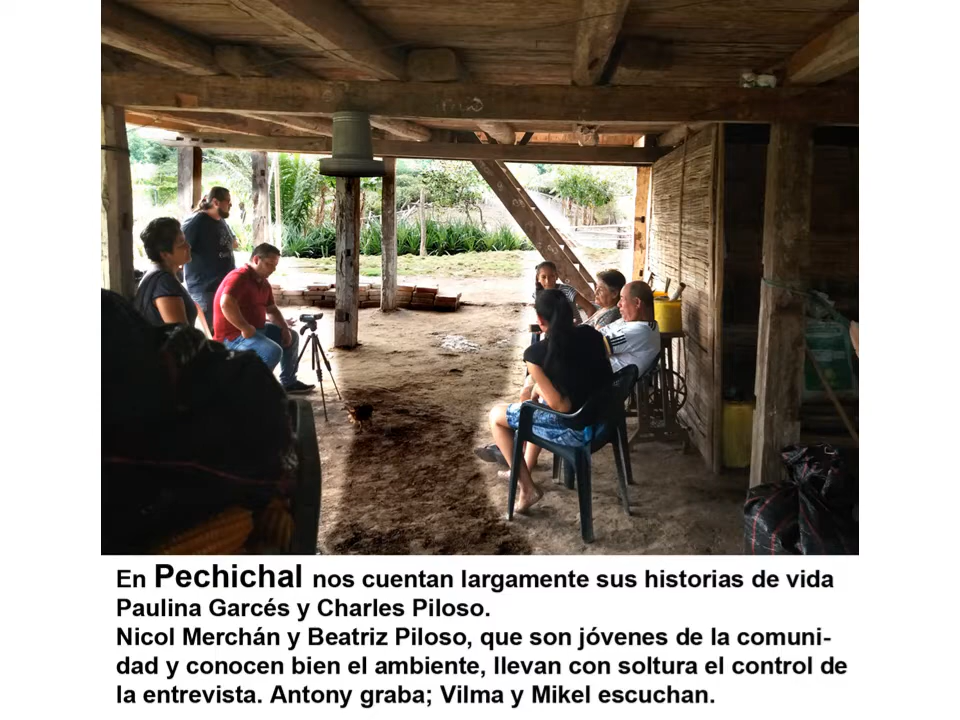 En Pechichal nos cuentan largamente sus historias de vida
Paulina Garcés y Charles Piloso.
Nicol Merchán y Beatriz Piloso, que son jóvenes de la comuni-
dad y conocen bien el ambiente, llevan con soltura el control de
la entrevista. Antony graba; Vilma y Mikel escuchan.